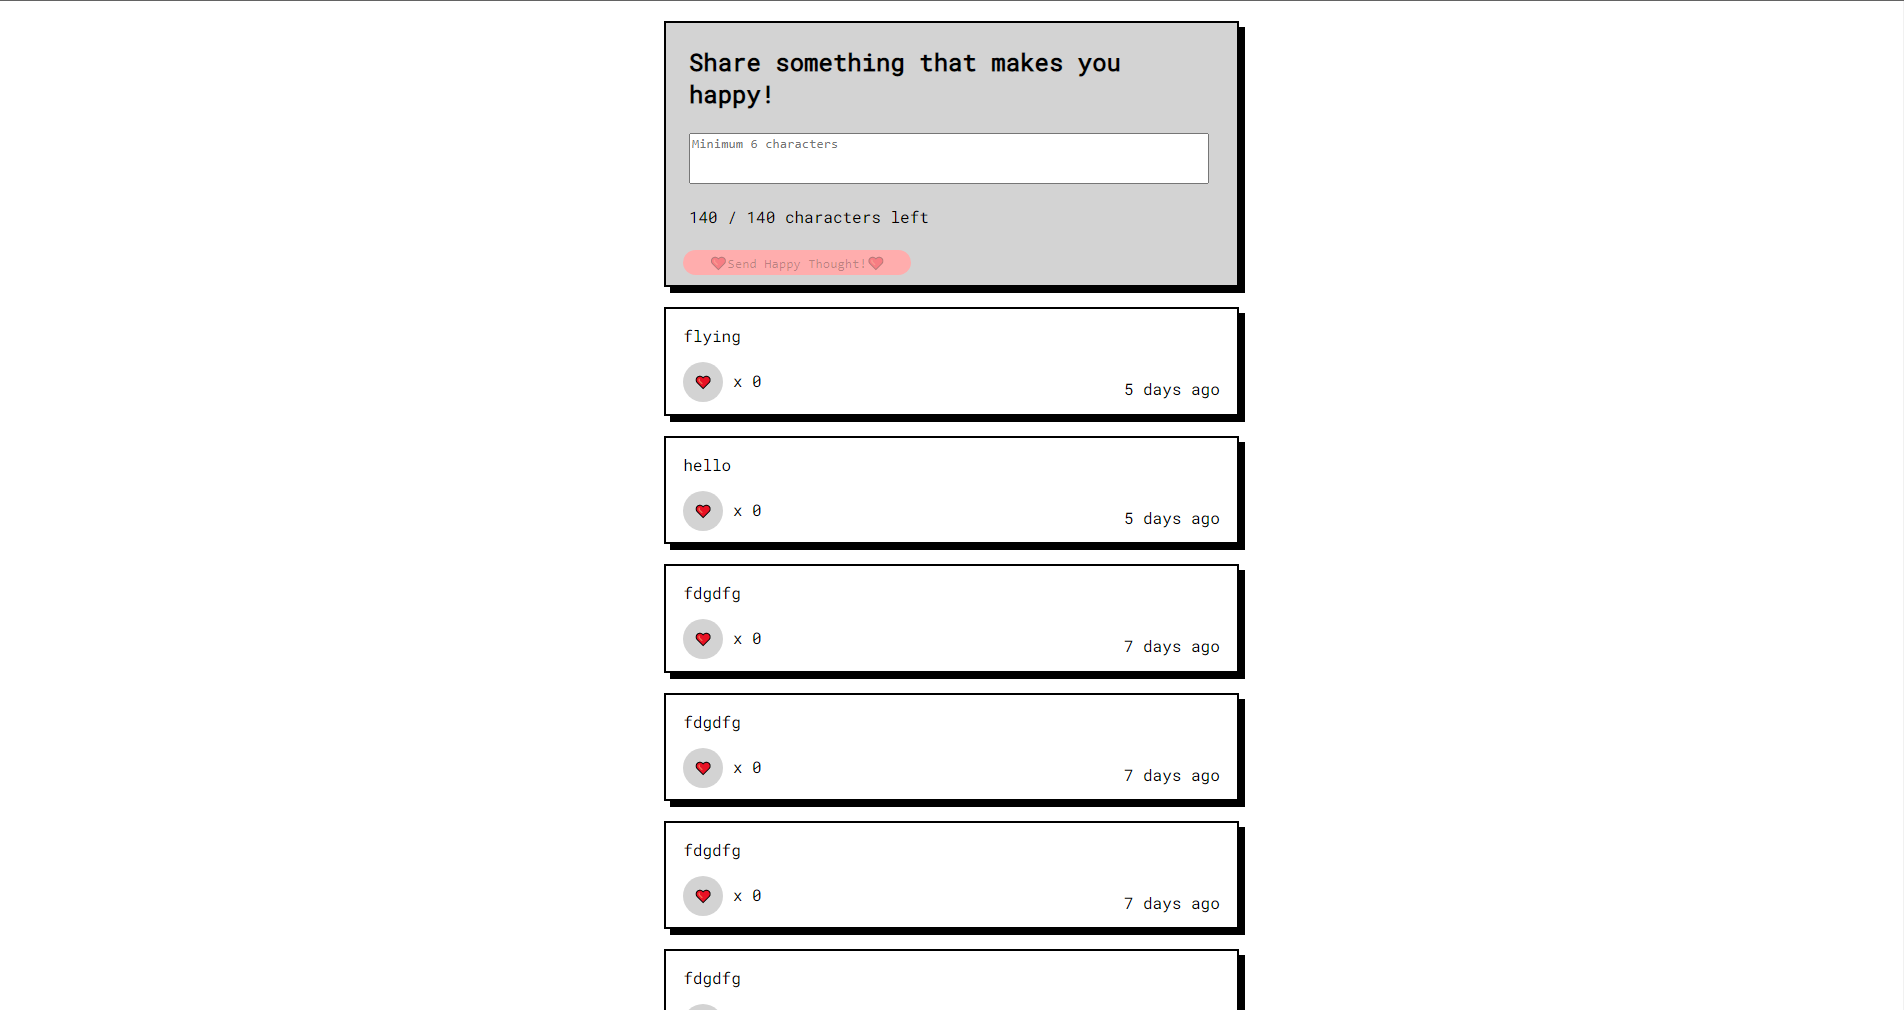 Share something that makes you
happy!
Minimum 6 characters
140 / 140 characters left
❤️Send Happy Thought!❤️
flying
x 0
5 days ago
hello
x 0
5 days ago
fdgdfg
x 0
7 days ago
fdgdfg
x 0
7 days ago
fdgdfg
x 0
7 days ago
fdgdfg